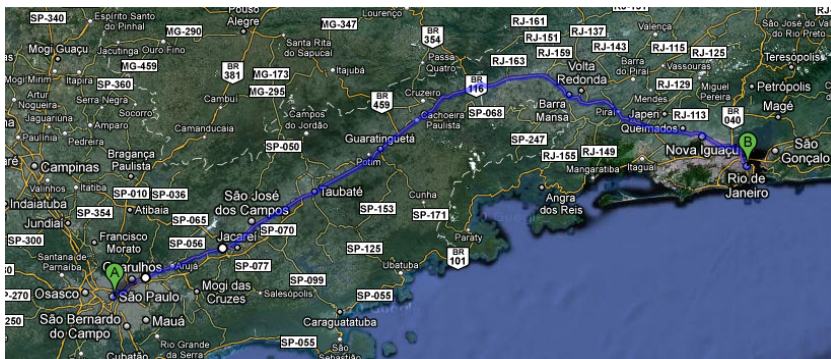 SP-340
Espírito Santo
do Pinhal
MG-290
Pouso
Alegre
MG-347
Lourenço
RJ-161
RJ-137
Valença
São José do Val
do Rio Preto
Mogi Guaçu
Jacutinga
Ouro Fino
Santa Rita
do Sapucaí
BR
354
RJ-151
RJ-143
RJ-115
RJ-125
Teresópolis
Mogi Mirim
Itapira
MG-459
BR
381
MG-173
Itajubá
Passa
Quatro
RJ-163
RJ-159
Volta
Redonda
Barra
do Piraí
Vassouras
SP-360
Artur
Nogueira
Serra Negra
Socorro
Cambuí
MG-295
BR
459
Cruzeiro
BR
116
RJ-129
Miguel
Pereira
Petrópolis
Jaguariúna
Amparo
Campos
do Jordão
Cachoeira
Paulista
SP-068
Barra
Mansa
Piraí
Mendes
Japeri
RJ-113
BR
040
Magé
Paulínia
Pedreira
Camanducaia
SP-050
Guaratinguetá
Queimados
B
São
Gonçalo
Campinas
Bragança
Paulista
Potim
SP-247
RJ-155
RJ-149
Nova Iguaçu
Valinhos
Itatiba
SP-010
SP-036
São José
dos Campos
Taubaté
Cunha
Mangaratiba
Itaguaí
Rio de
Janeiro
Indaiatuba
SP-354
Atibaia
SP-065
SP-153
SP-171
Angra
dos Reis
Jundiaí
SP-300
Francisco
Morato
SP-056
Jacareí
SP-070
SP-125
Paraty
Santana de
Parnaíba
A
Guarulhos
Arujá
SP-077
BR
101
SP-270
Osasco
São Paulo
Mogi das
Cruzes
SP-099
Salesópolis
Ubatuba
SP-055
São Bernardo
do Campo
Mauá
Caraguatatuba
Cubatão
Rio Grande
da Serra
SP-055
São
Sebastião